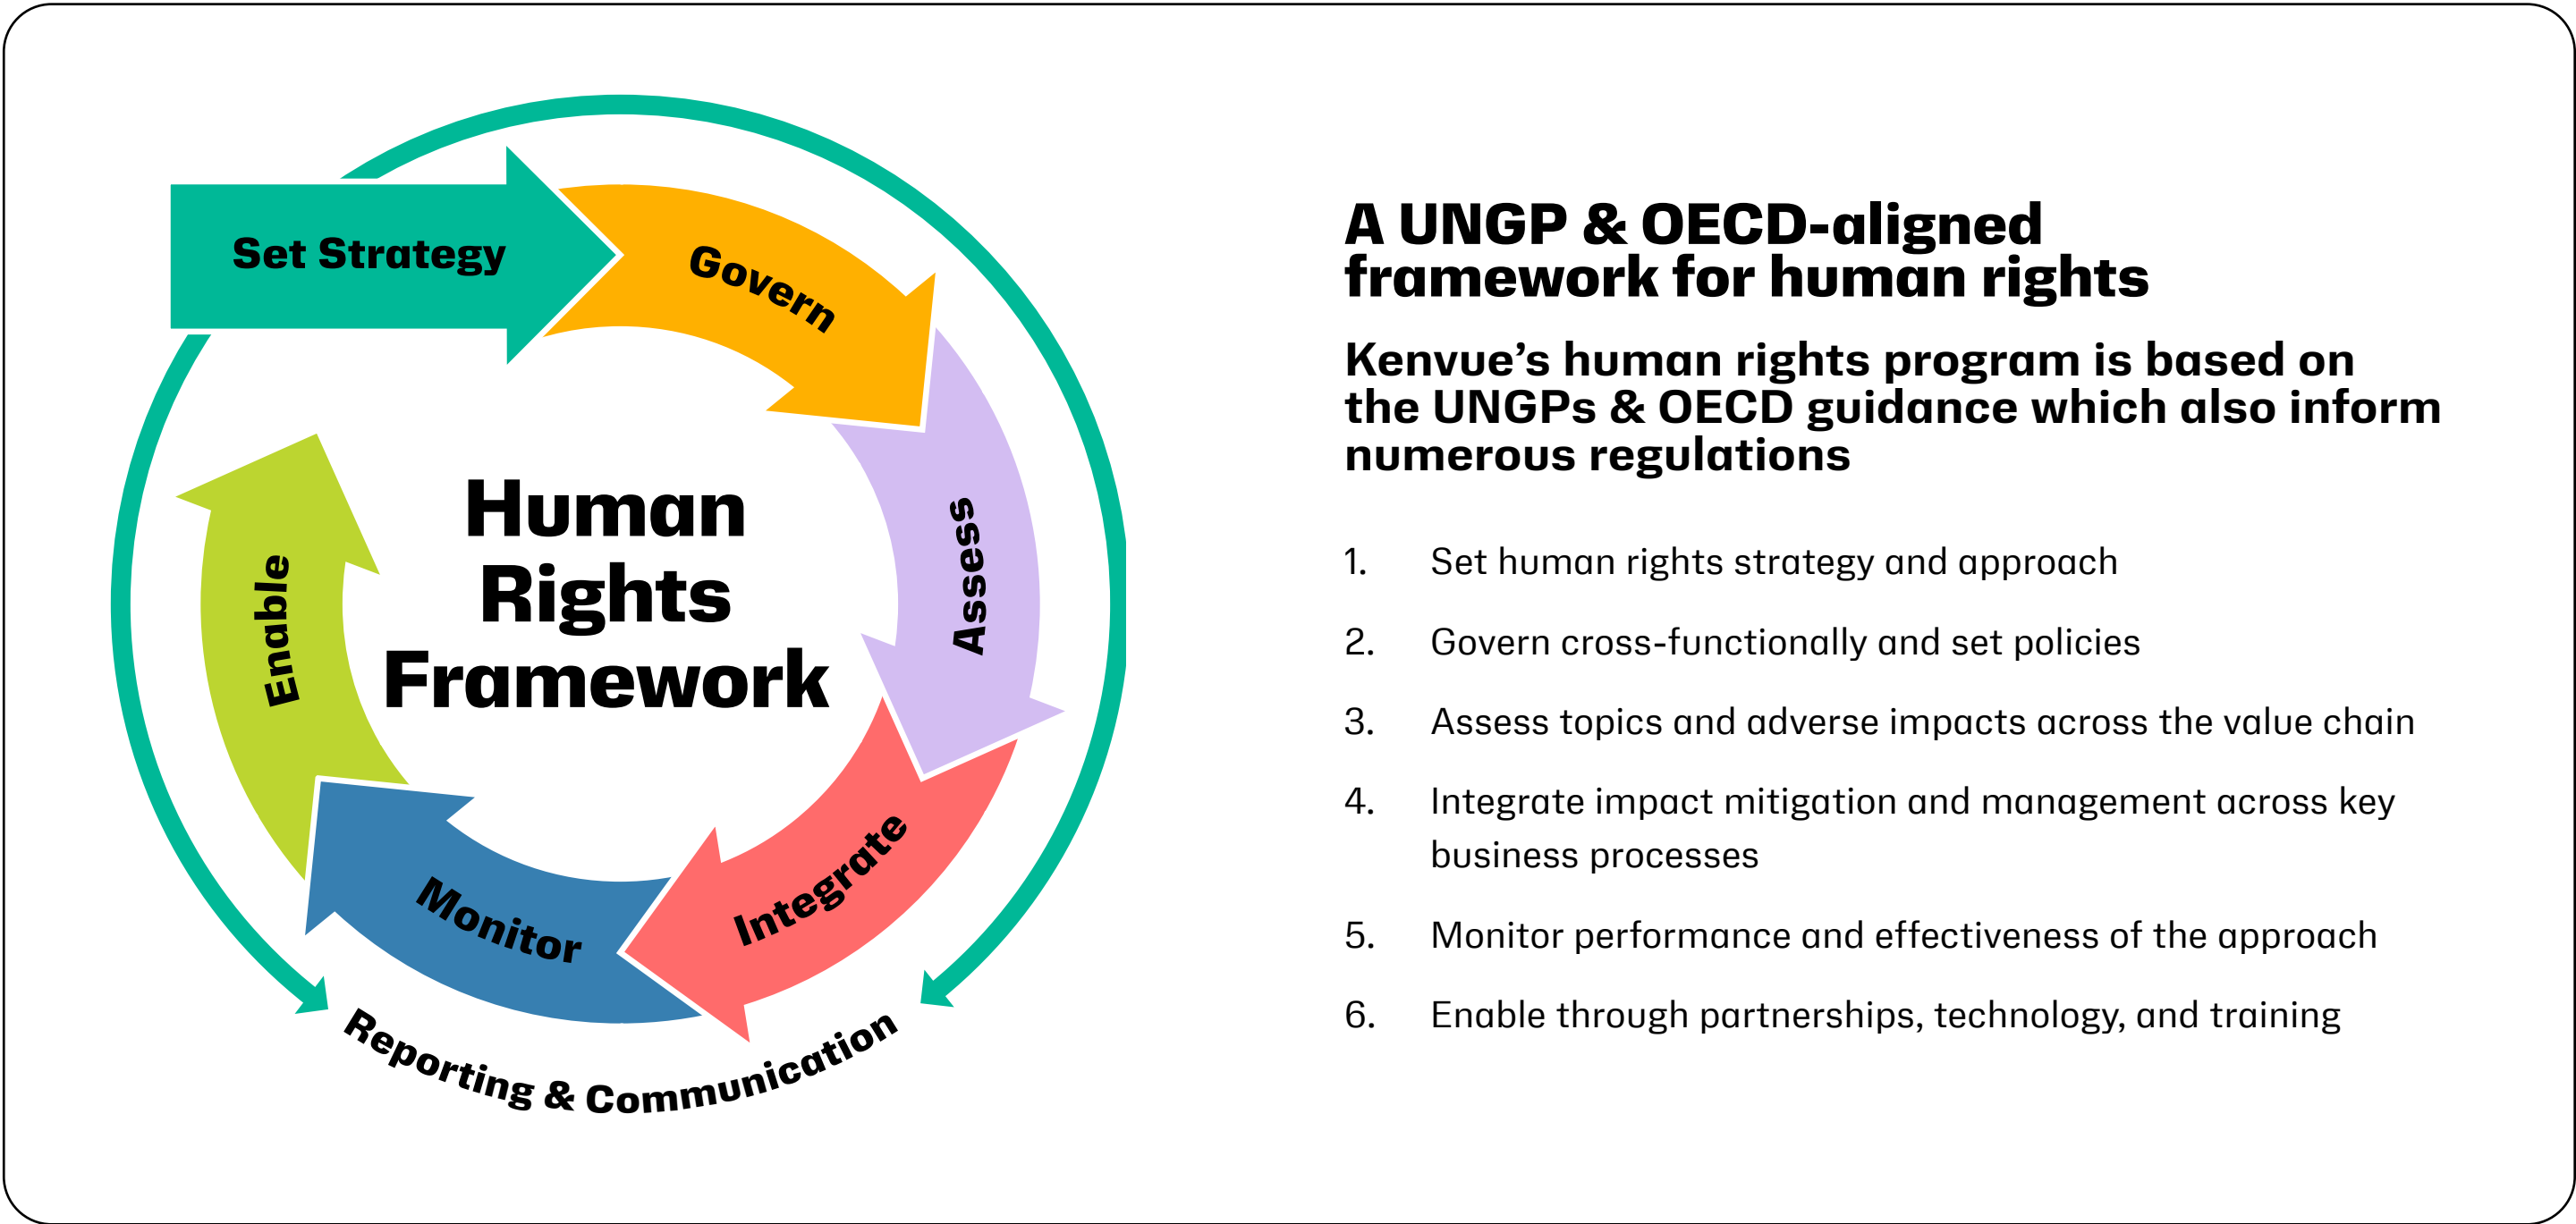 Set Strategy
Govern
Assess
Integrate
Monitor
Enable
Human
Rights
Framework
Reporting & Communication
A UNGP & OECD-aligned
framework for human rights
Kenvue’s human rights program is based on
the UNGPs & OECD guidance which also inform
numerous regulations
1. Set human rights strategy and approach
2. Govern cross-functionally and set policies
3. Assess topics and adverse impacts across the value chain
4. Integrate impact mitigation and management across key
business processes
5. Monitor performance and effectiveness of the approach
6. Enable through partnerships, technology, and training